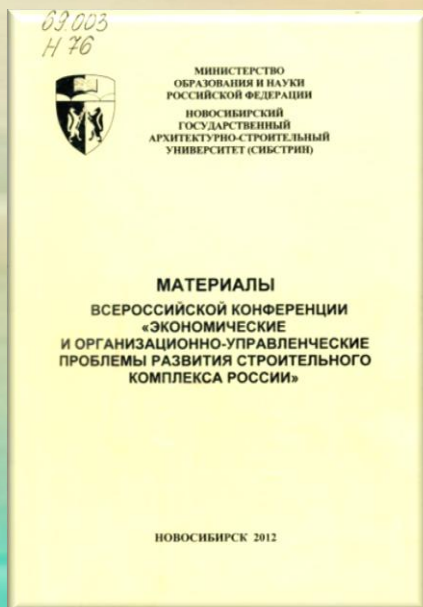 69.003
Н 76
МИНИСТЕРСТВО
ОБРАЗОВАНИЯ И НАУКИ
РОССИЙСКОЙ ФЕДЕРАЦИИ
НОВОСИБИРСКИЙ
ГОСУДАРСТВЕННЫЙ
АРХИТЕКТУРНО-СТРОИТЕЛЬНЫЙ
УНИВЕРСИТЕТ (СИБСТРИН)
МАТЕРИАЛЫ
ВСЕРОССИЙСКОЙ КОНФЕРЕНЦИИ
«ЭКОНОМИЧЕСКИЕ
И ОРГАНИЗАЦИОННО-УПРАВЛЕНЧЕСКИЕ
ПРОБЛЕМЫ РАЗВИТИЯ СТРОИТЕЛЬНОГО
КОМПЛЕКСА РОССИИ»
НОВОСИБИРСК 2012